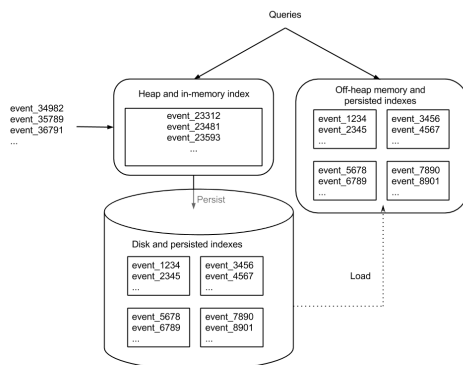 Queries
Heap and in-memory index
event_23312
event_23481
event_23593
...
Off-heap memory and
persisted indexes
event_1234
event_2345
...
event_3456
event_4567
...
event_5678
event_6789
...
event_7890
event_8901
...
event_34982
event_35789
event_36791
...
Persist
Disk and persisted indexes
event_1234
event_2345
...
event_3456
event_4567
...
event_5678
event_6789
...
event_7890
event_8901
...
Load